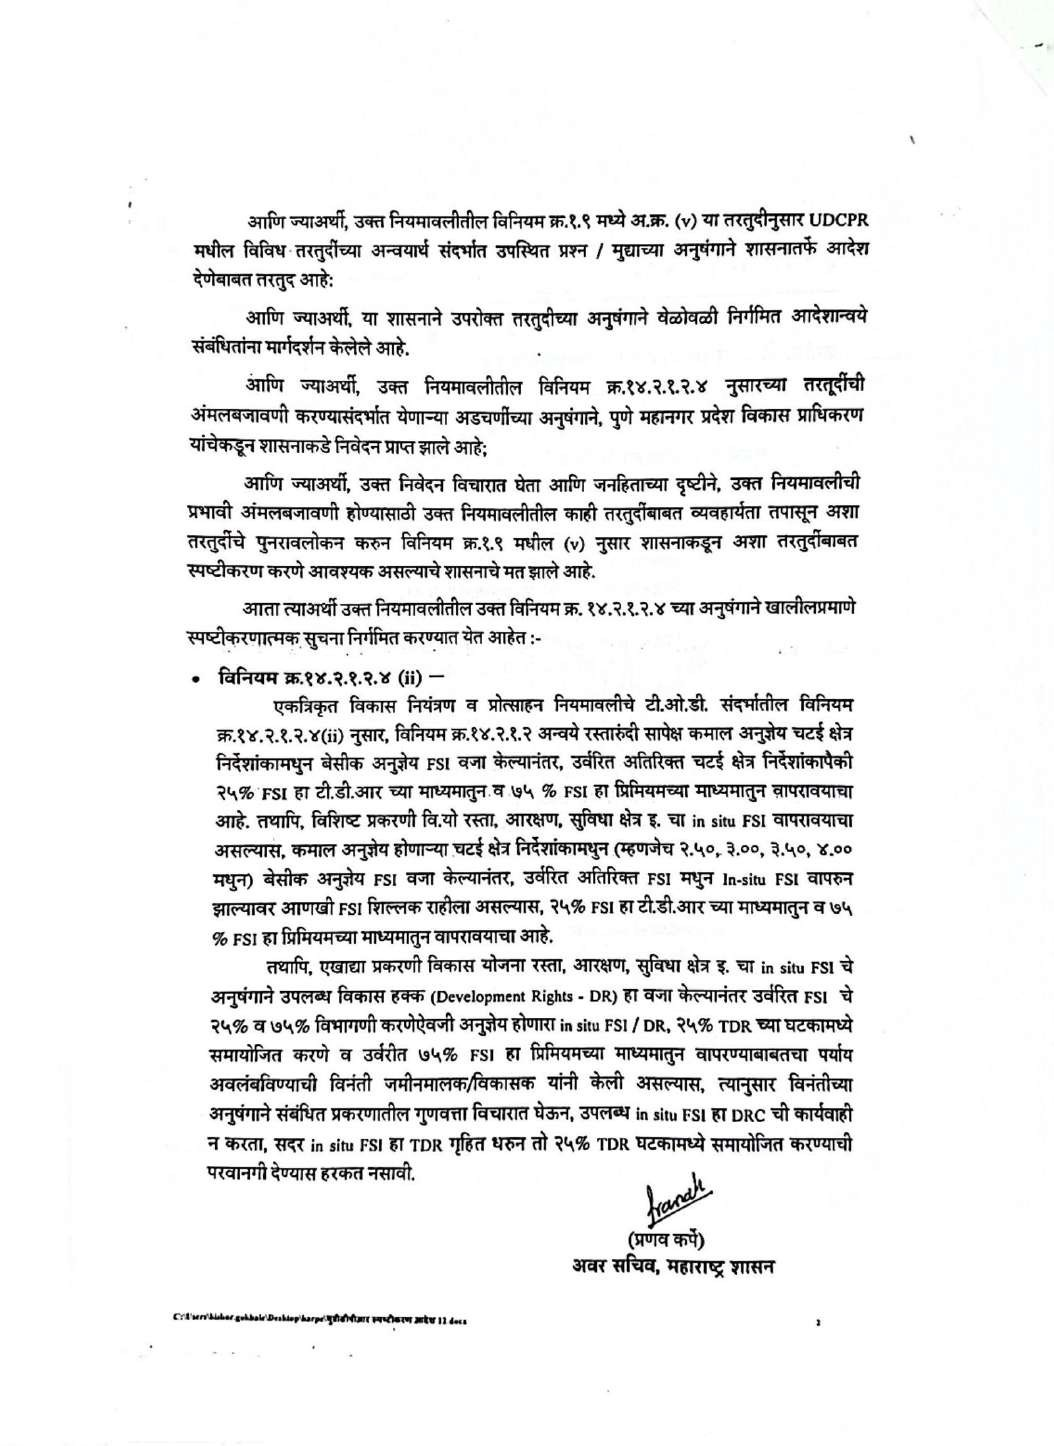 आणि ज्याअर्थी, उक्त नियमावलीतील विनियम क्र.१.९ मध्ये अ.क्र. (v) या तरतुदीनुसार UDCPR
मधील विविध तरतुर्दीच्या अन्वयार्थ संदर्भात उपस्थित प्रश्न / मुद्याच्या अनुषंगाने शासनातर्फे आदेश
देणेबाबत तरतुद आहे:
आणि ज्याअर्थी, या शासनाने उपरोक्त तरतुदीच्या अनुषंगाने वेळोवळी निर्गमित आदेशान्वये
संबंधितांना मार्गदर्शन केलेले आहे.
आणि ज्याअर्थी, उक्त नियमावलीतील विनियम क्र.१४.२.१.२.४ नुसारच्या तरतूर्दीची
अंमलबजावणी करण्यासंदर्भात येणाऱ्या अडचणींच्या अनुषंगाने, पुणे महानगर प्रदेश विकास प्राधिकरण
यांचेकडून शासनाकडे निवेदन प्राप्त झाले आहे;
आणि ज्याअर्थी, उक्त निवेदन विचारात घेता आणि जनहिताच्या दृष्टीने, उक्त नियमावलीची
प्रभावी अंमलबजावणी होण्यासाठी उक्त नियमावलीतील काही तरतुर्दीबाबत व्यवहार्यता तपासून अशा
तरतुर्दीचे पुनरावलोकन करुन विनियम क्र.१.९ मधील (v) नुसार शासनाकडून अशा तरतुर्दीबाबत
स्पष्टीकरण करणे आवश्यक असल्याचे शासनाचे मत झाले आहे.
आता त्याअर्थी उक्त नियमावलीतील उक्त विनियम क्र. १४.२.१.२.४ च्या अनुषंगाने खालीलप्रमाणे
स्पष्टीकरणात्मक सुचना निर्गमित करण्यात येत आहेत :-
• विनियम क्र.१४.२.१.२.४ (ii) –
एकत्रिकृत विकास नियंत्रण व प्रोत्साहन नियमावलीचे टी.ओ.डी. संदर्भातील विनियम
क्र.१४.२.१.२.४(ii) नुसार, विनियम क्र.१४.२.१.२ अन्वये रस्तारुंदी सापेक्ष कमाल अनुज्ञेय चटई क्षेत्र
निर्देशांकामधुन बेसीक अनुज्ञेय FSI वजा केल्यानंतर, उर्वरित अतिरिक्त चटई क्षेत्र निर्देशांकापैकी
२५% FSI हा टी.डी.आर च्या माध्यमातुन व ७५ % FSI हा प्रिमियमच्या माध्यमातुन वापरावयाचा
आहे. तथापि, विशिष्ट प्रकरणी वि.यो रस्ता, आरक्षण, सुविधा क्षेत्र इ. चा in situ FSI वापरावयाचा
असल्यास, कमाल अनुज्ञेय होणाऱ्या चटई क्षेत्र निर्देशांकामधुन (म्हणजेच २.५०, ३.००, ३.५०, ४.००
मधुन) बेसीक अनुज्ञेय FSI वजा केल्यानंतर, उर्वरित अतिरिक्त FSI मधुन In-situ FSI वापरुन
झाल्यावर आणखी FSI शिल्लक राहीला असल्यास, २५% FSI हा टी.डी.आर च्या माध्यमातुन व ७५
% FSI हा प्रिमियमच्या माध्यमातुन वापरावयाचा आहे.
तथापि, एखाद्या प्रकरणी विकास योजना रस्ता, आरक्षण, सुविधा क्षेत्र इ. चा in situ FSI चे
अनुषंगाने उपलब्ध विकास हक्क (Development Rights - DR) हा वजा केल्यानंतर उर्वरित FSI चे
२५% व ७५% विभागणी करणेऐवजी अनुज्ञेय होणारा in situ FSI / DR, २५% TDR च्या घटकामध्ये
समायोजित करणे व उर्वरीत ७५% FSI हा प्रिमियमच्या माध्यमातुन वापरण्याबाबतचा पर्याय
अवलंबविण्याची विनंती जमीनमालक/विकासक यांनी केली असल्यास, त्यानुसार विनंतीच्या
अनुषंगाने संबंधित प्रकरणातील गुणवत्ता विचारात घेऊन, उपलब्ध in situ FSI हा DRC ची कार्यवाही
न करता, सदर in situ FSI हा TDR गृहित धरुन तो २५% TDR घटकामध्ये समायोजित करण्याची
परवानगी देण्यास हरकत नसावी.
(प्रणव कर्पे)
अवर सचिव, महाराष्ट्र शासन
C:\Users\kishor.gokhale\Desktop\karpe\युडीसीपीआर स्पष्टीकरण आदेश 12 docx
2